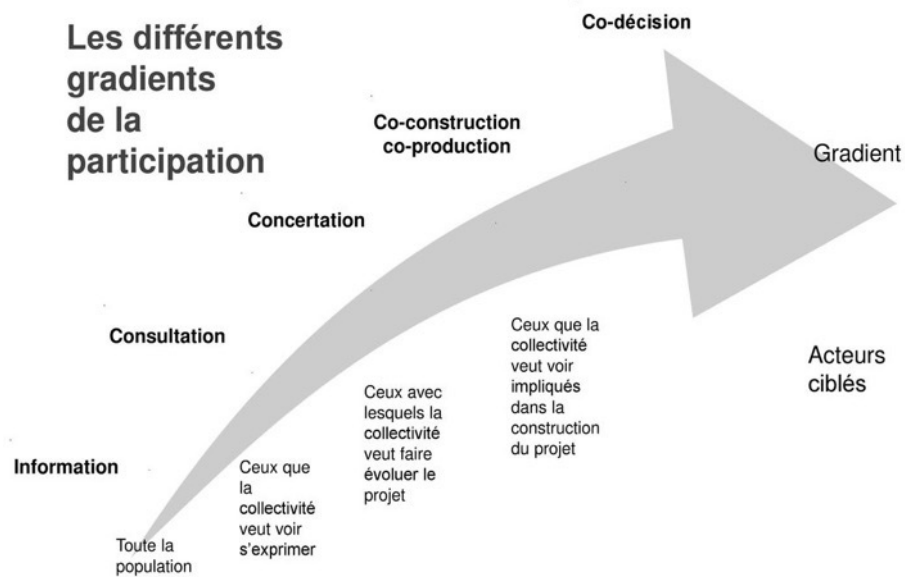 Les différents
gradients
de la
participation
Co-décision
Co-construction
co-production
Gradient
Concertation
Consultation
Information
Toute la
population
Ceux que
la
collectivité
veut voir
s'exprimer
Ceux avec
lesquels la
collectivité
veut faire
évoluer le
projet
Ceux que la
collectivité
veut voir
impliqués
dans la
construction
du projet
Acteurs
ciblés